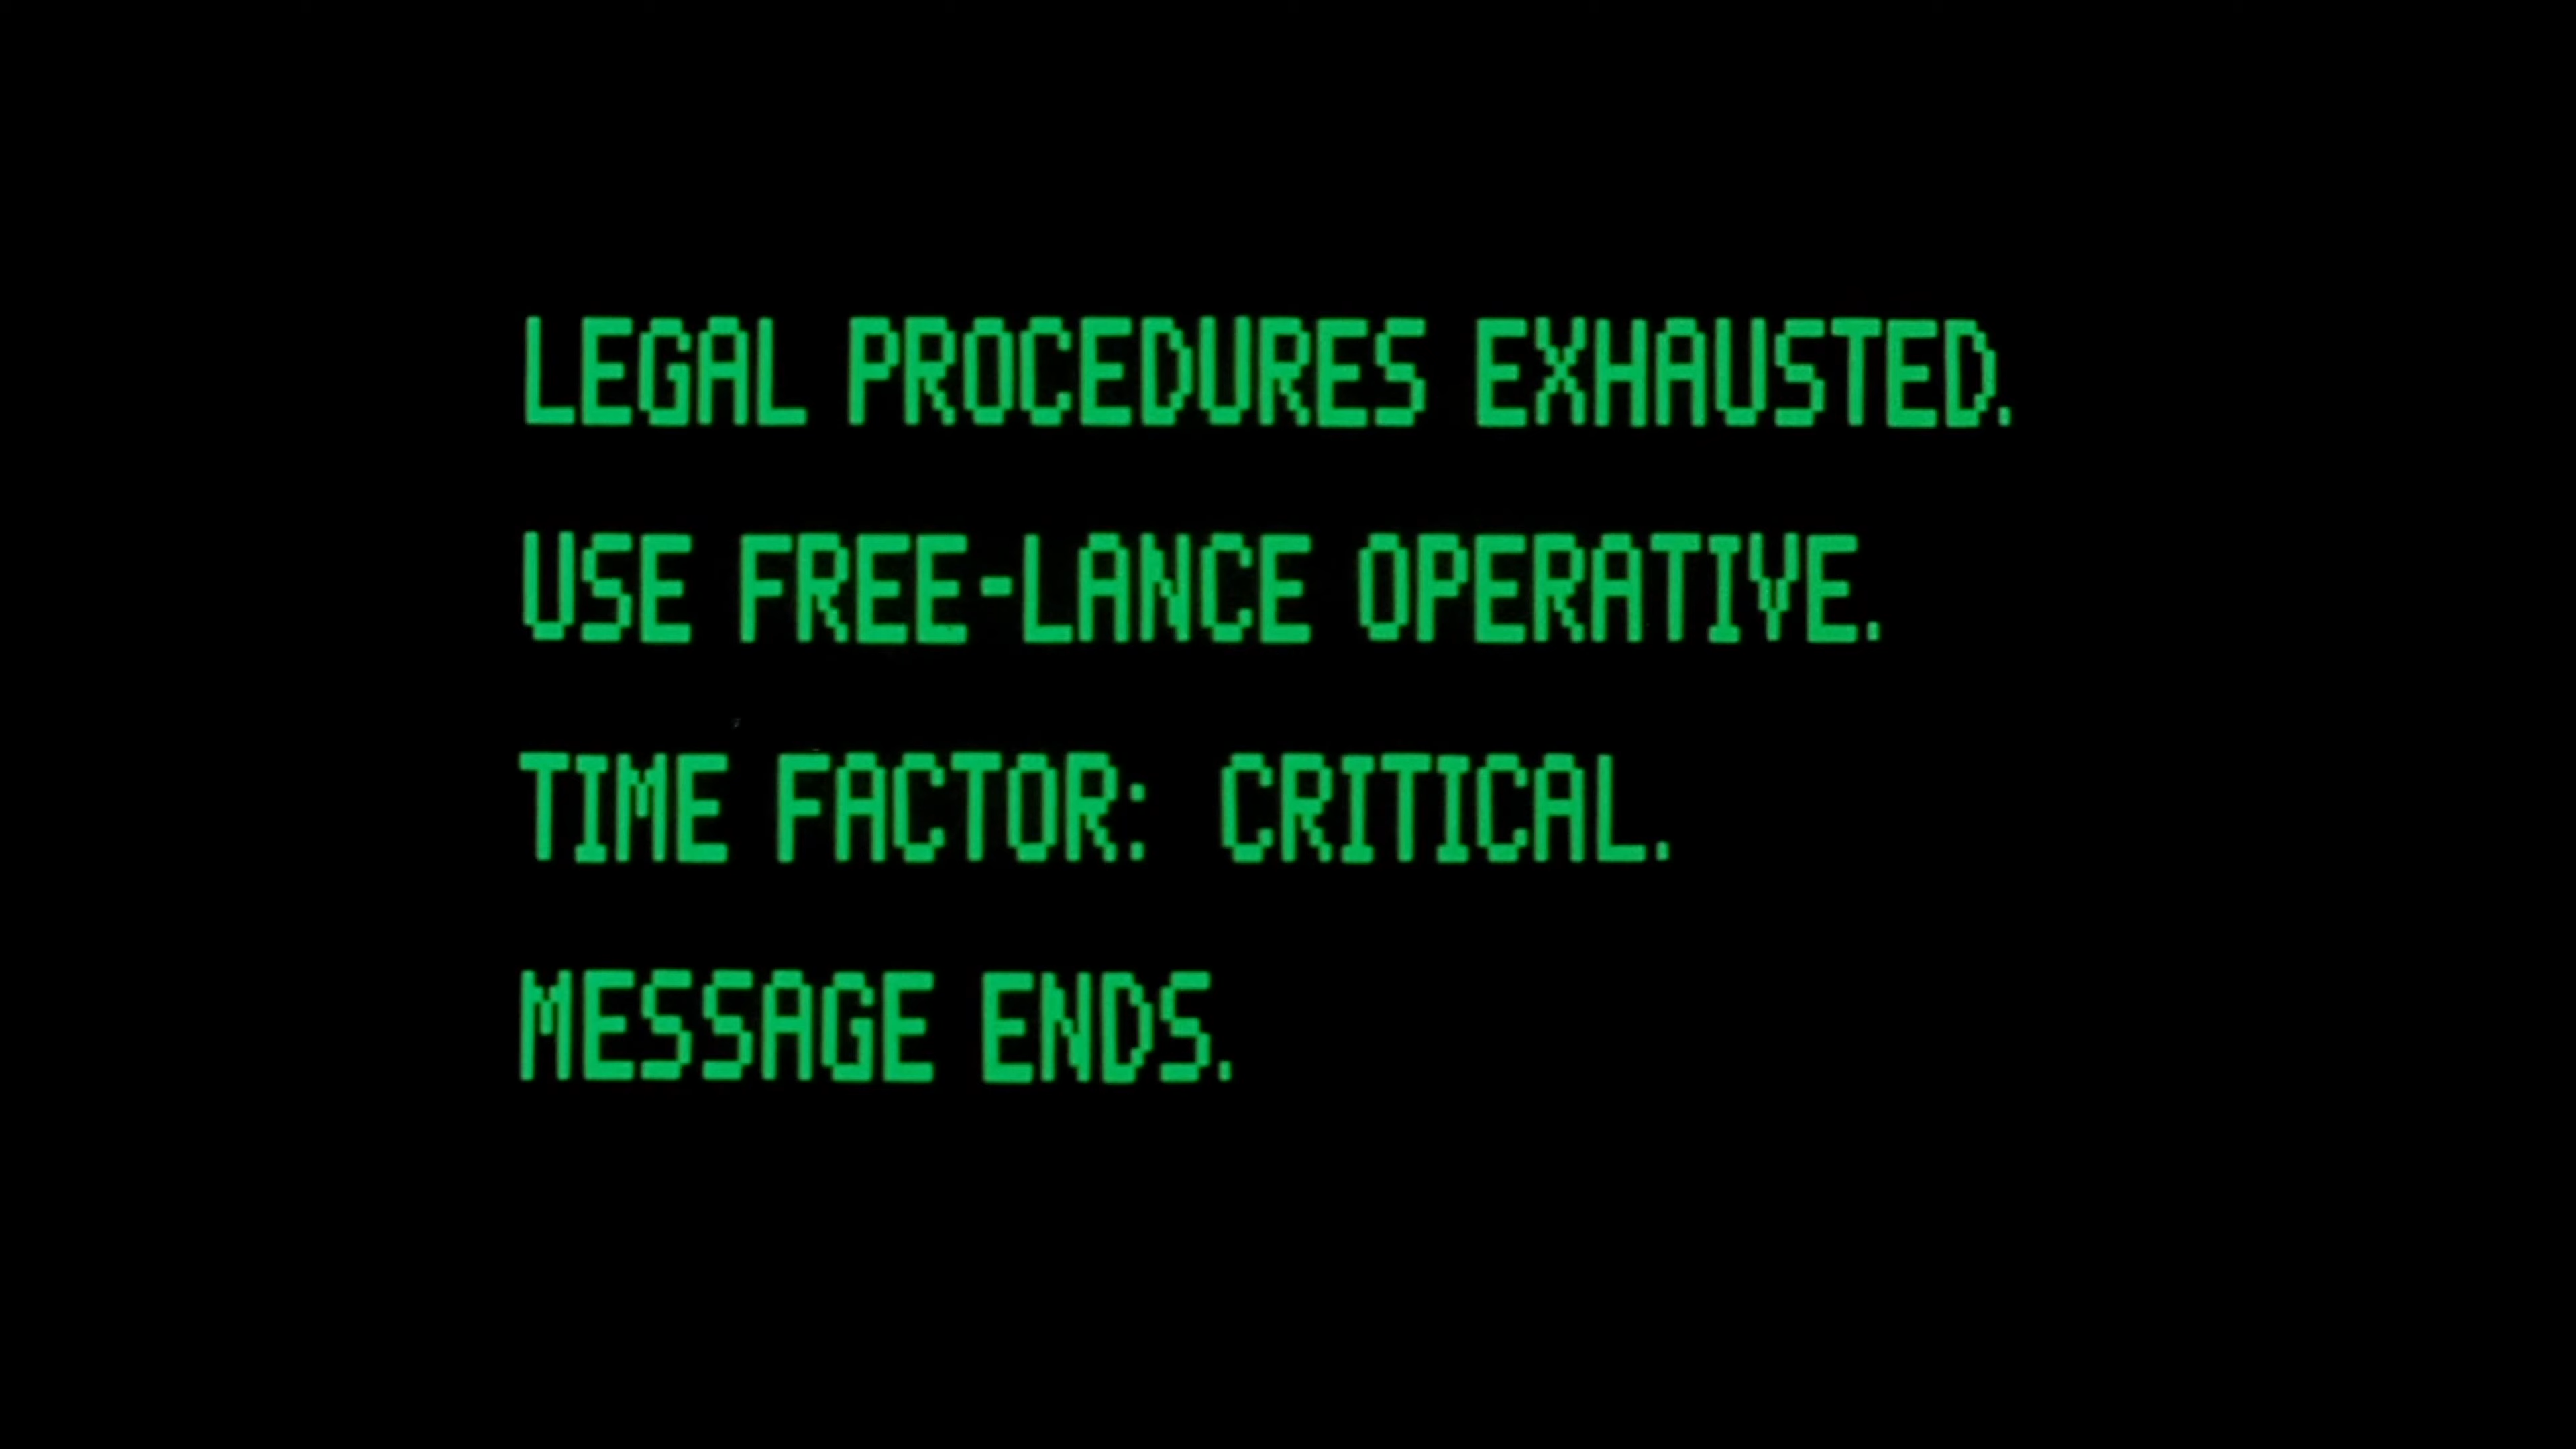 LEGAL PROCEDURES EXHAUSTED.
USE FREE-LANCE OPERATIVE.
TIME FACTOR: CRITICAL.
MESSAGE ENDS.